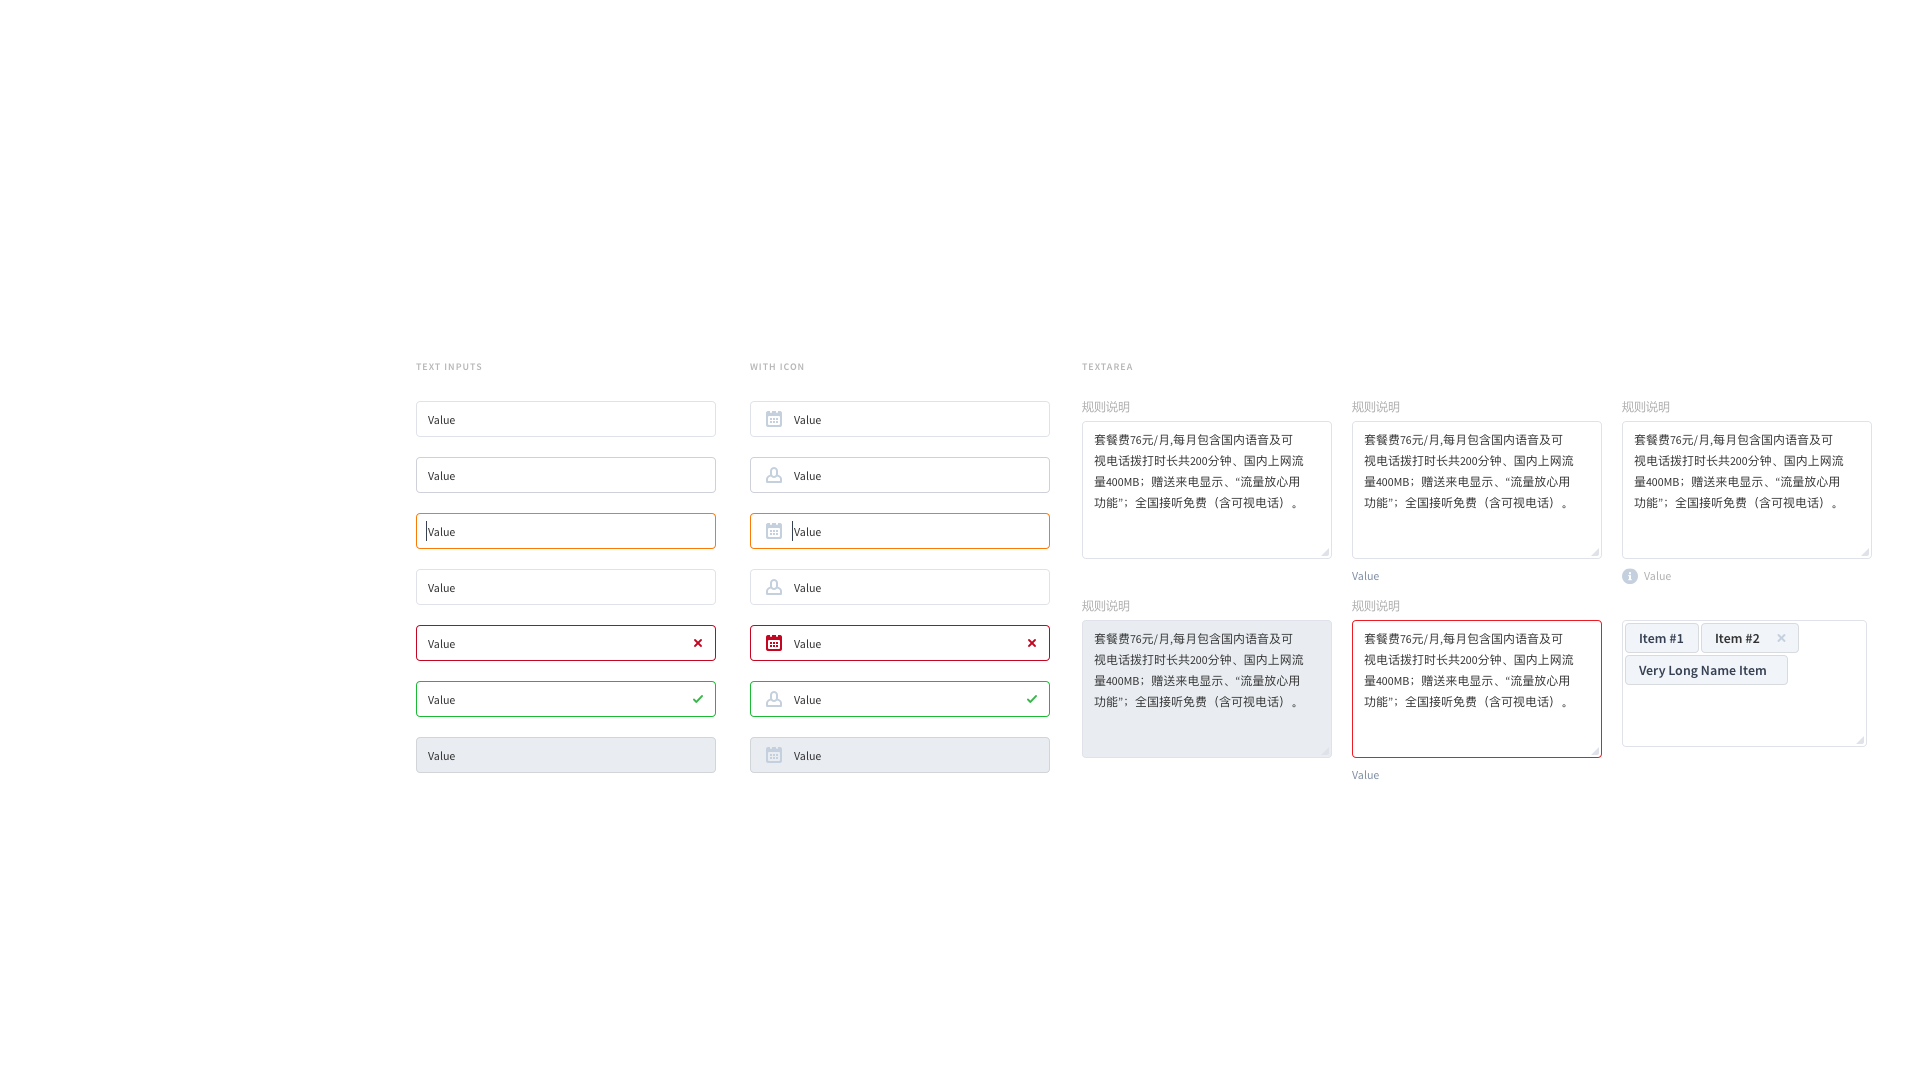 TEXT INPUTS
Value
Value
Value
Value
Value
Value
Value
WITH ICON
Value
Value
Value
Value
Value
Value
Value
TEXTAREA
规则说明
套餐费76元/月,每月包含国内语音及可
视电话拨打时长共200分钟、国内上网流
量400MB；赠送来电显示、“流量放心用
功能”；全国接听免费（含可视电话）。
规则说明
套餐费76元/月,每月包含国内语音及可
视电话拨打时长共200分钟、国内上网流
量400MB；赠送来电显示、“流量放心用
功能”；全国接听免费（含可视电话）。
Value
规则说明
套餐费76元/月,每月包含国内语音及可
视电话拨打时长共200分钟、国内上网流
量400MB；赠送来电显示、“流量放心用
功能”；全国接听免费（含可视电话）。
Value
规则说明
套餐费76元/月,每月包含国内语音及可
视电话拨打时长共200分钟、国内上网流
量400MB；赠送来电显示、“流量放心用
功能”；全国接听免费（含可视电话）。
规则说明
套餐费76元/月,每月包含国内语音及可
视电话拨打时长共200分钟、国内上网流
量400MB；赠送来电显示、“流量放心用
功能”；全国接听免费（含可视电话）。
Value
Item #1 Item #2
Very Long Name Item